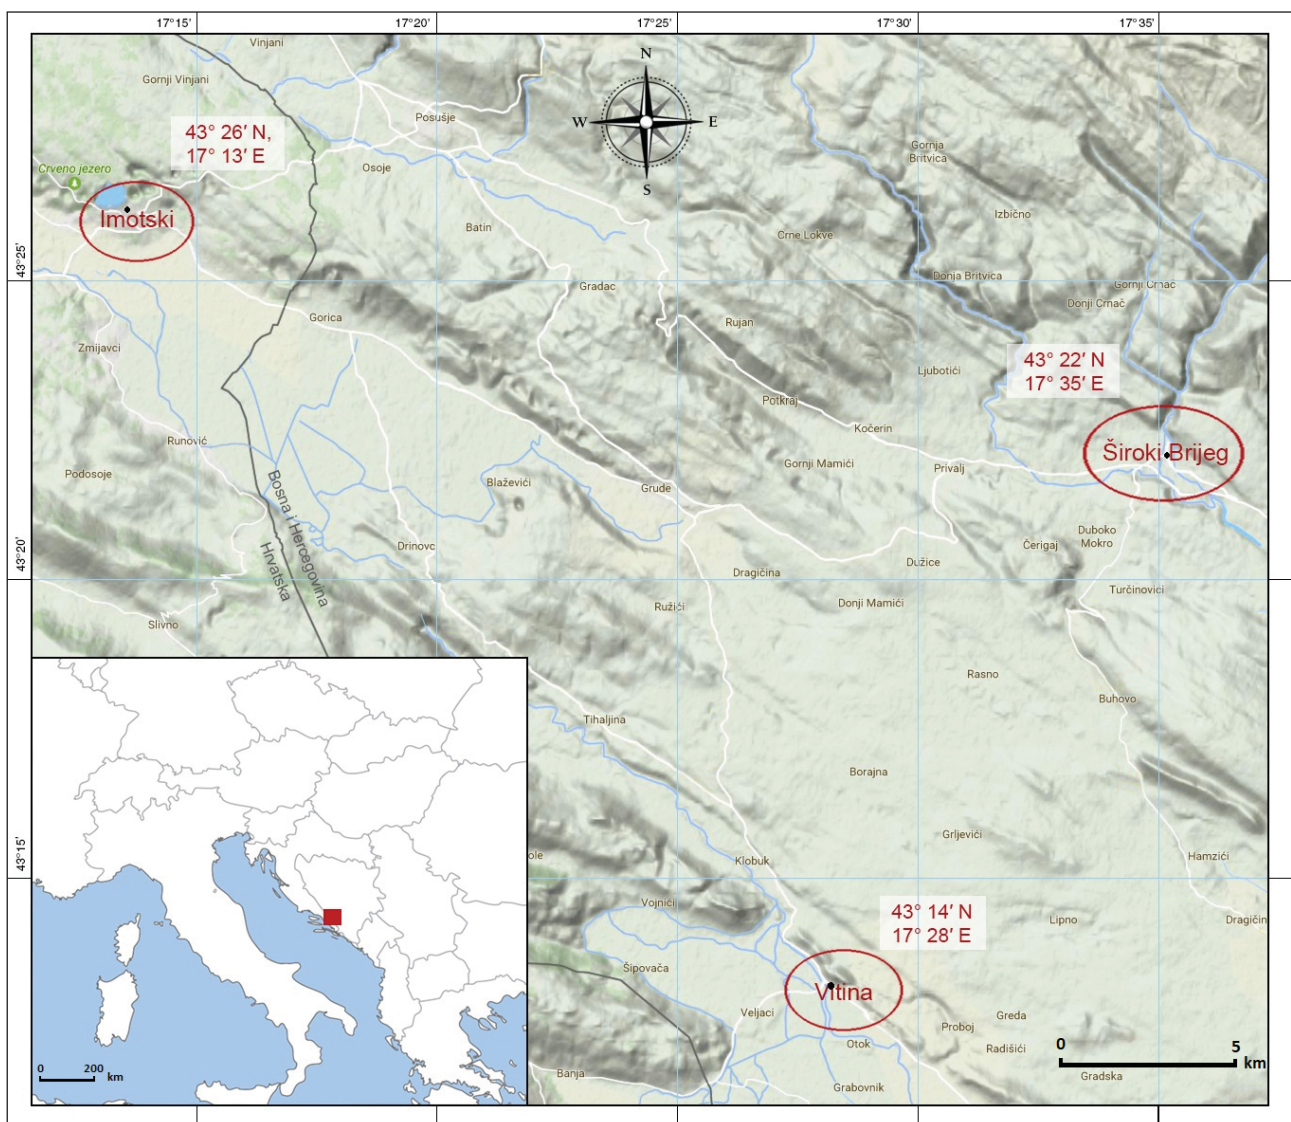 17°15′ 17°20′ 17°25′ 17°30′ 17°35′
Vinjani
Gornji Vinjani
N
W E
S
43° 26′ N,
17° 13′ E
Posušje
Osoje
Crveno jezero
Imotski
Gornja
Britvica
Izbično
Batin
Crne Lokve
43°25′
Gradac
Donja Britvica
Gornji Crnač
Donji Crnač
Gorica
Rujan
Zmijavci
43° 22′ N
17° 35′ E
Ljubotići
Potkraj
Kočerin
Runović
Široki Brijeg
Podosoje
Gornji Mamići
Privalj
Blaževići
Grude
Bosna i Hercegovina
Hrvatska
Drinovc
Duboko
Mokro
Čerigaj
43°20′
Dragičina
Dužice
Turčinovici
Ružići
Donji Mamići
Slivno
Rasno
Buhovo
Tihaljina
Borajna
Grljevići
43°15′
ole
Klobuk
Hamzići
Vojnići
43° 14′ N
17° 28′ E
Lipno
Dragičin
Šipovača
Vitina
Veljaci
Greda
Proboj
Otok
Radišići
0 5
km
Banja
Grabovnik
Gradska
0 200
km